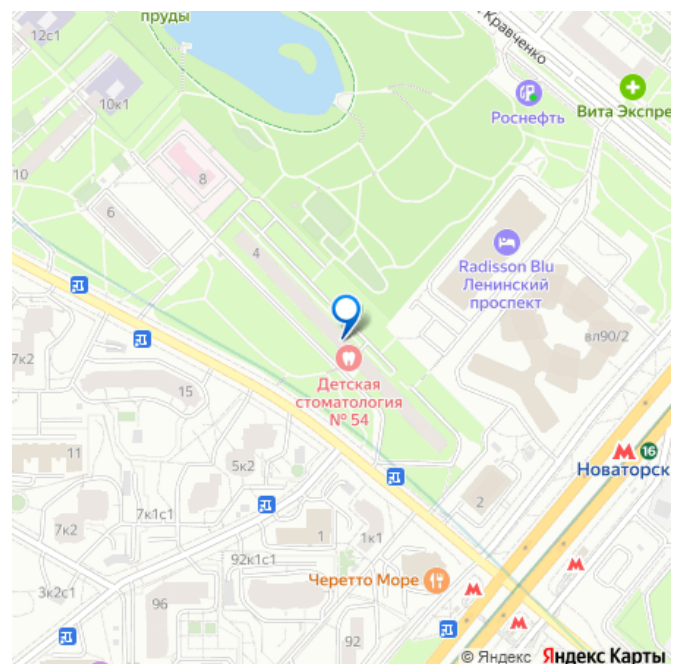 пруды
12с1
Кравченко
10к1
Роснефть
Вита Экспре
10
8
6
4
Radisson Blu
Ленинский
проспект
вл90/2
7к2
15
Детская
стоматология
№ 54
11
5к2
16
Новаторск
2
7к1с1
7к2
1
1к1
92к1с1
Черетто Море
3к2с1
96
92
© Яндекс Яндекс Карты